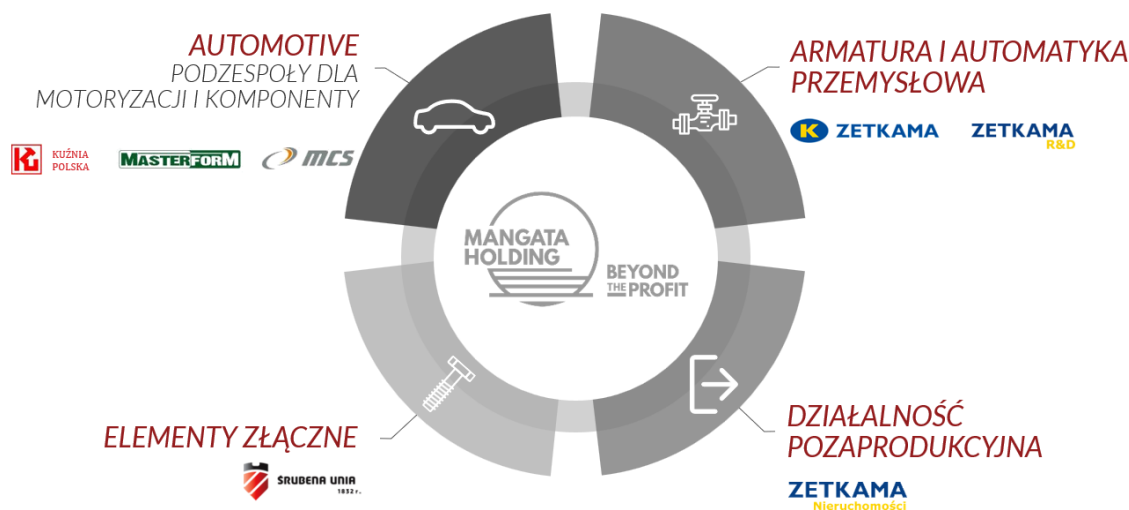 AUTOMOTIVE
PODZESPOŁY DLA
MOTORYZACJI I KOMPONENTY
KUŹNIA
POLSKA
MASTERFORM
MCS
ARMATURA I AUTOMATYKA
PRZEMYSŁOWA
K ZETKAMA
ZETKAMA
R&D
MANGATA
HOLDING
BEYOND
THE PROFIT
ELEMENTY ZŁĄCZNE
ŚRUBENA UNIA
1832 r.
DZIAŁALNOŚĆ
POZAPRODUKCYJNA
ZETKAMA
Nieruchomości